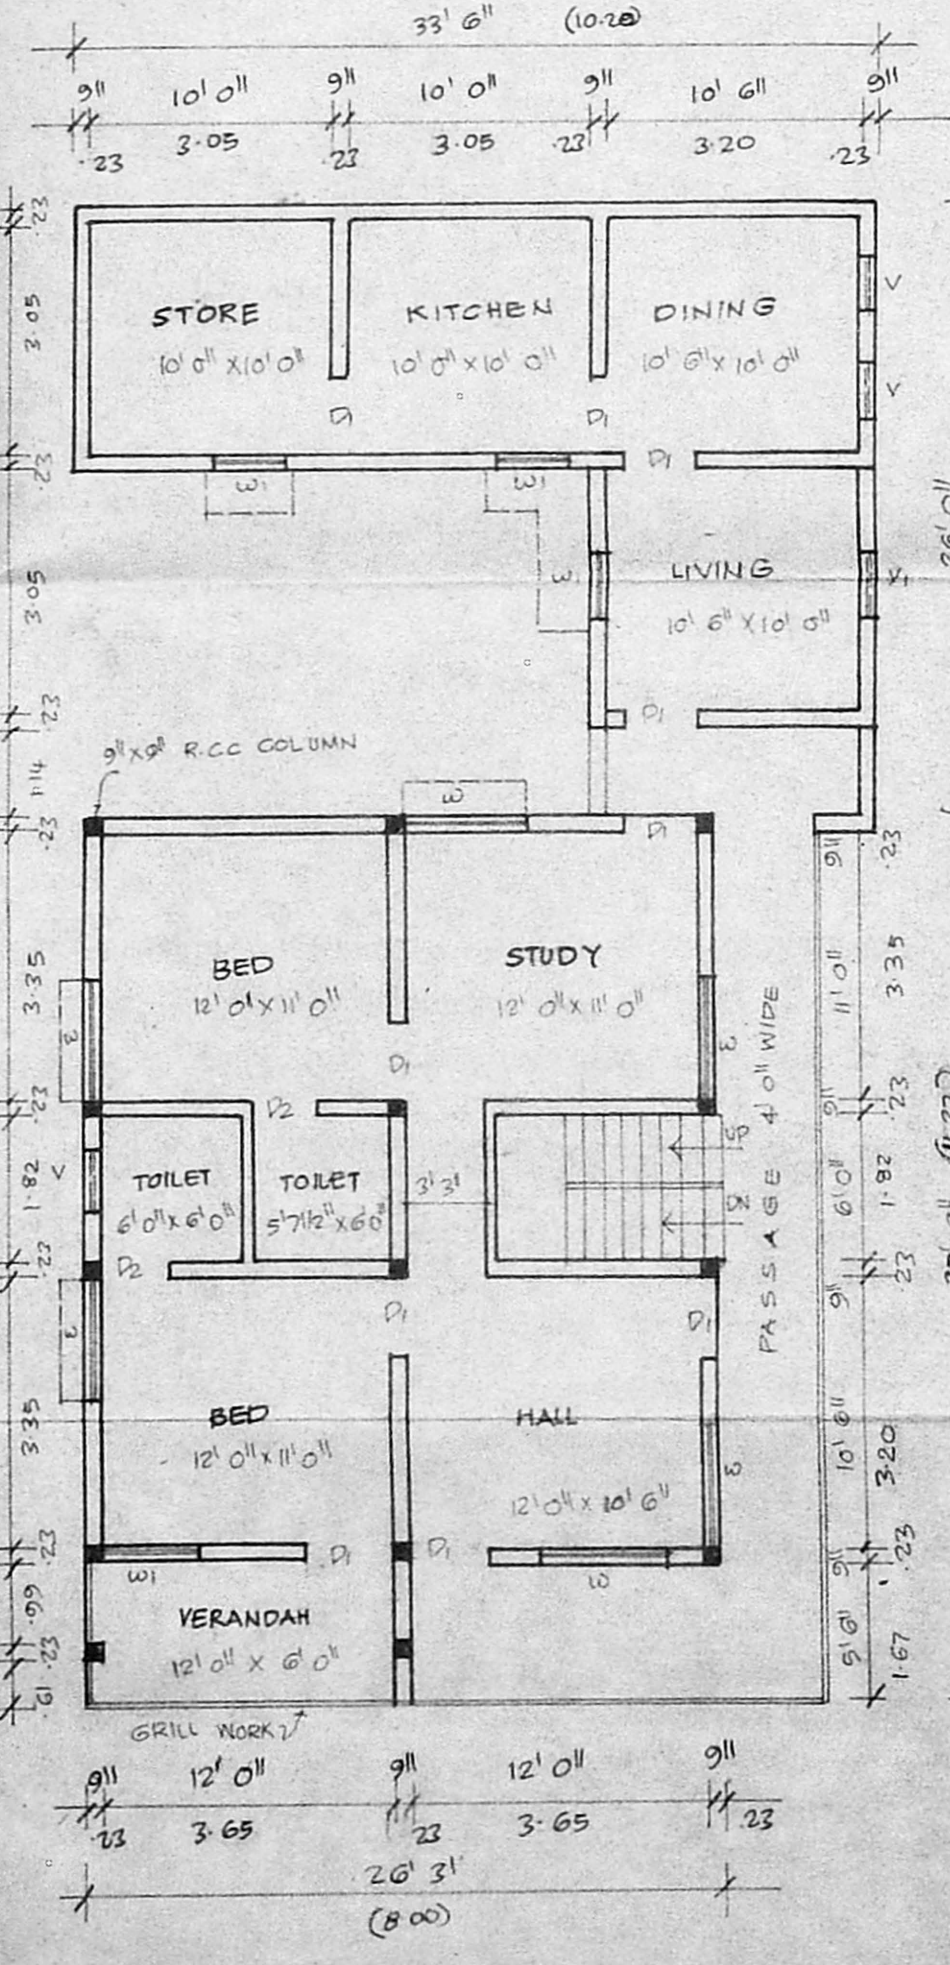 33' 6" (10.20)
9" 10' 0" 9" 10' 0" 9" 10' 6" 9"
.23 3.05 .23 3.05 .23 3.20 .23
.23
3.05
.23
3.05
.23
1.14
.23
3.35
.23
1.82
.23
3.35
.23
.99
.23
.61
STORE
10' 0" X 10' 0"
KITCHEN
10' 0" X 10' 0"
DINING
10' 6" X 10' 0"
V
V
D1
D1
D1
W1
W1
W
LIVING
10' 6" X 10' 0"
V1
D1
26' 0"
9" X 9" R.C.C COLUMN
W
D1
BED
12' 0" X 11' 0"
STUDY
12' 0" X 11' 0"
W
W
D1
D2
TOILET
6' 0" X 6' 0"
TOILET
5' 7 1/2" X 6' 0"
3' 3"
UP
DN
V
D2
PASSAGE 4' 0" WIDE
D1
D1
W
BED
12' 0" X 11' 0"
HALL
12' 0" X 10' 6"
W
D1
D1
W1
W
VERANDAH
12' 0" X 6' 0"
GRILL WORK
9"
11' 0"
9"
6' 0"
9"
10' 6"
9"
5' 6"
.23
3.35
.23
1.82
.23
3.20
.23
1.67
9" 12' 0" 9" 12' 0" 9"
.23 3.65 .23 3.65 .23
26' 3"
(8.00)